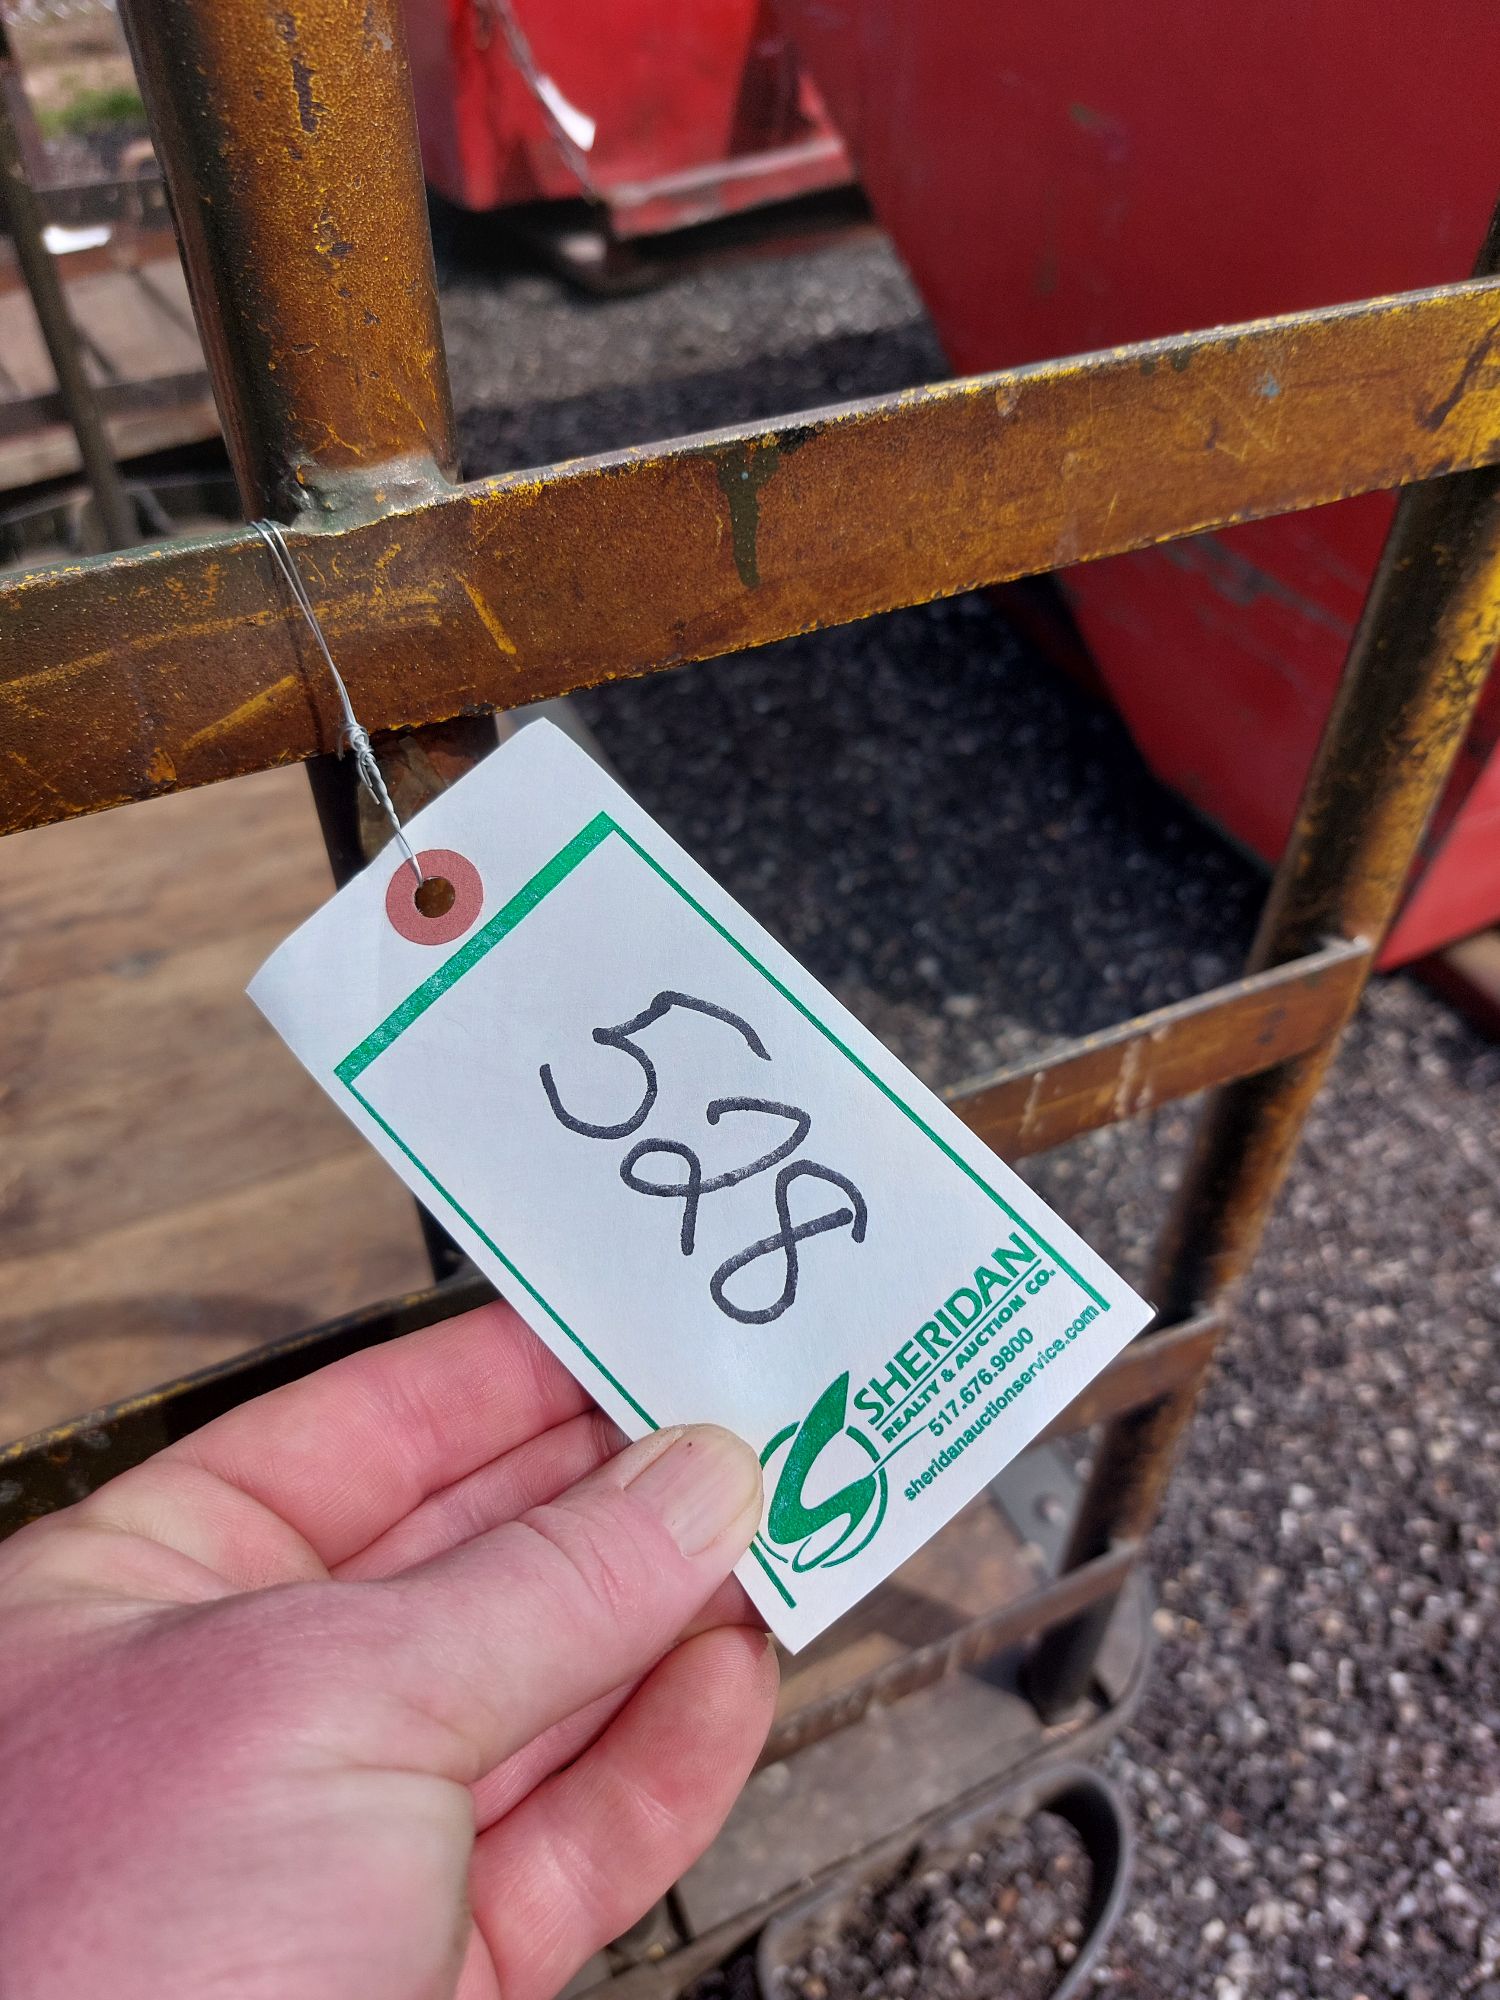 528
SHERIDAN
REALTY & AUCTION CO.
517.676.9800
sheridanauctionservice.com